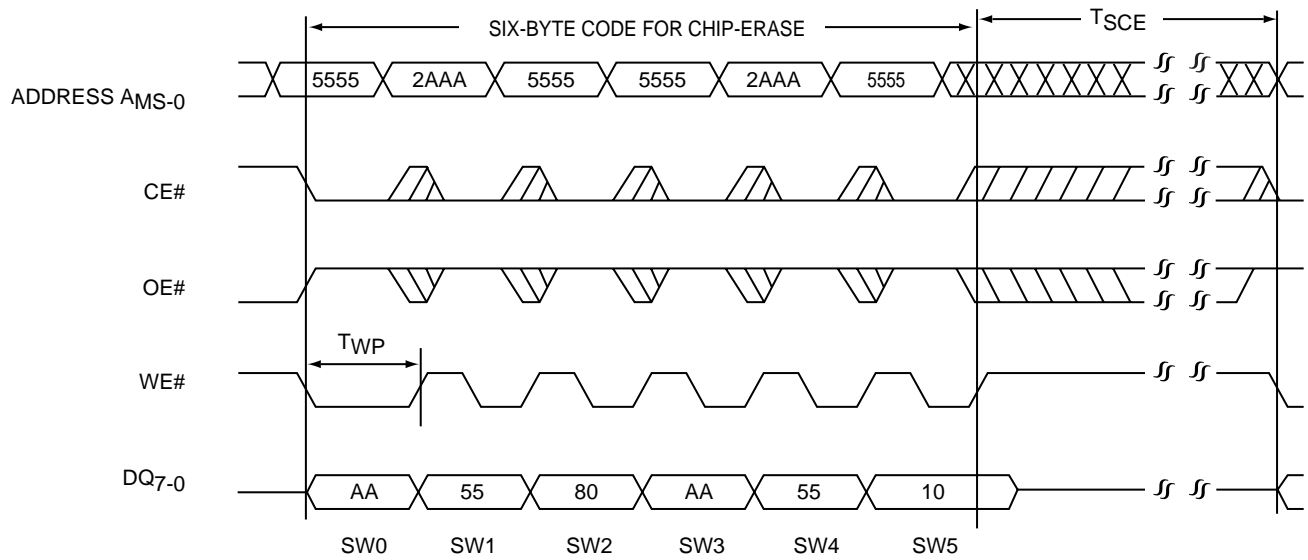 SIX-BYTE CODE FOR CHIP-ERASE TSCE
ADDRESS AMS-0 5555 2AAA 5555 5555 2AAA 5555
CE#
OE#
TWP
WE#
DQ7-0 AA 55 80 AA 55 10
SW0 SW1 SW2 SW3 SW4 SW5